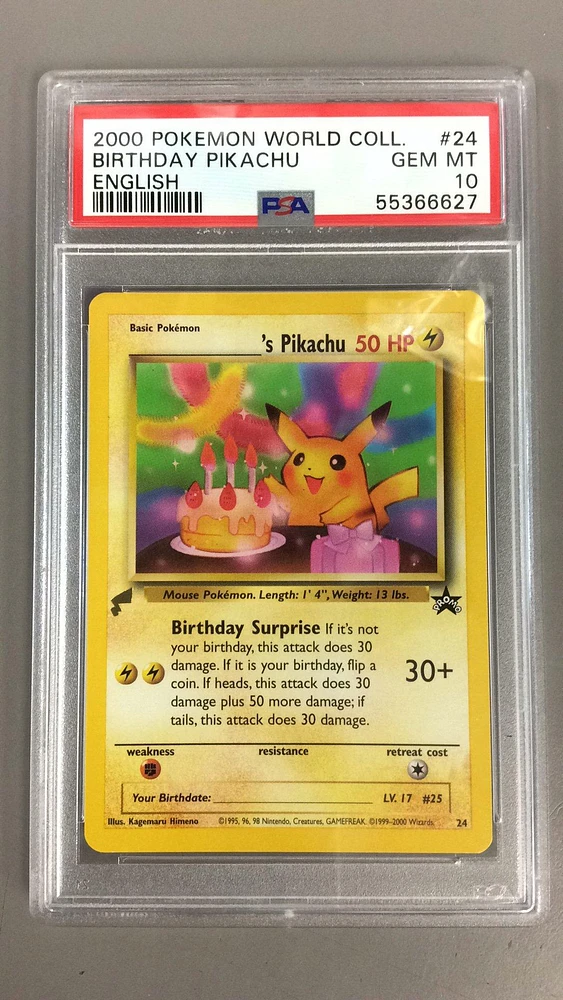 2000 POKEMON WORLD COLL. #24
BIRTHDAY PIKACHU GEM MT
ENGLISH 10
PSA 55366627
Basic Pokémon
's Pikachu 50 HP
Mouse Pokémon. Length: 1' 4", Weight: 13 lbs.
PROMO
Birthday Surprise If it's not
your birthday, this attack does 30
damage. If it is your birthday, flip a
coin. If heads, this attack does 30
damage plus 50 more damage; if
tails, this attack does 30 damage.
30+
weakness resistance retreat cost
Your Birthdate: LV. 17 #25
Illus. Kagemaru Himeno ©1995, 96, 98 Nintendo, Creatures, GAMEFREAK. ©1999-2000 Wizards. 24